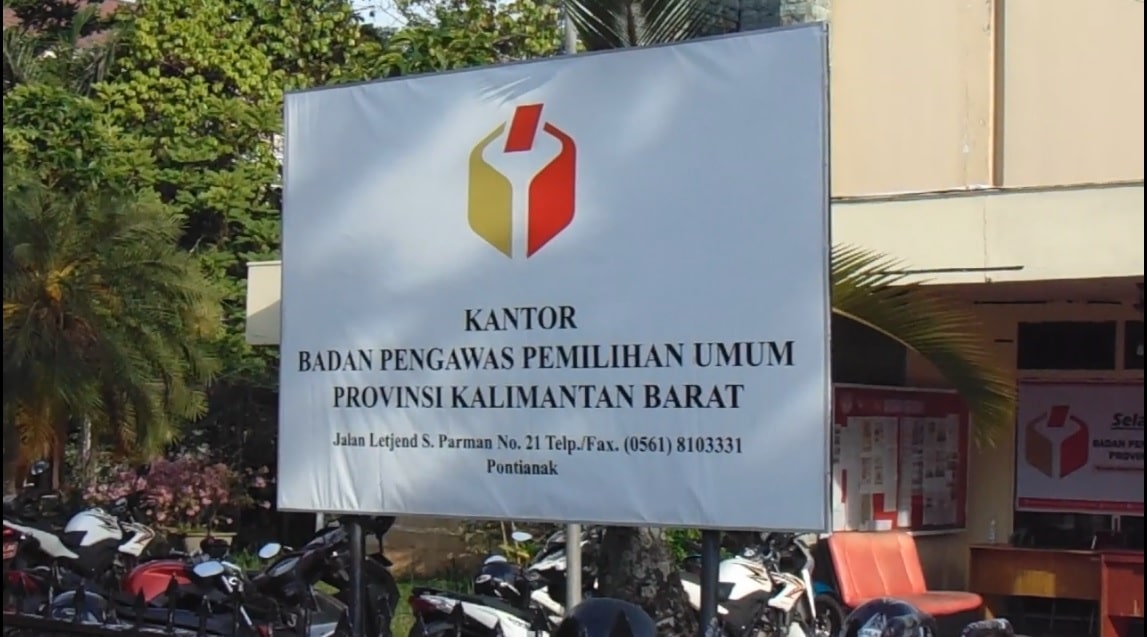 KANTOR
BADAN PENGAWAS PEMILIHAN UMUM
PROVINSI KALIMANTAN BARAT
Jalan Letjend S. Parman No. 21 Telp./Fax. (0561) 8103331
Pontianak